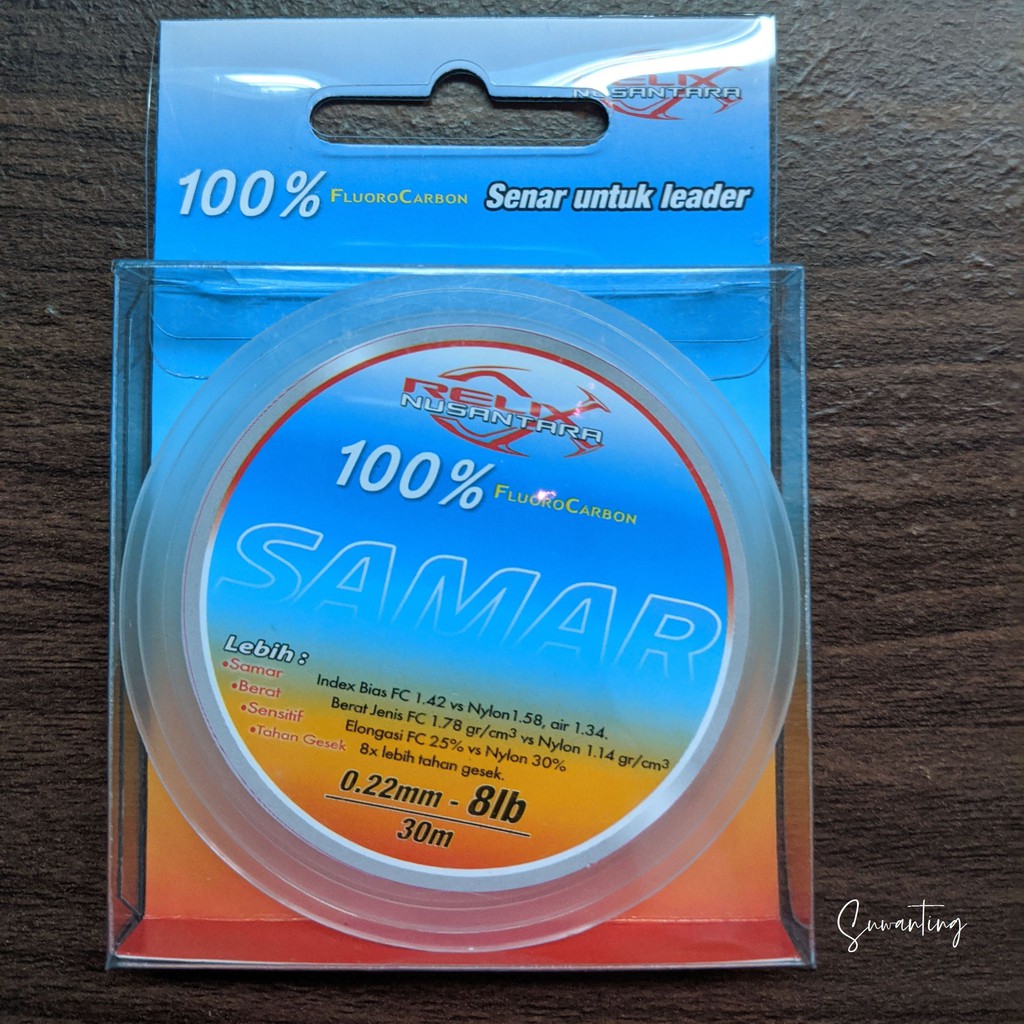 RELIX
NUSANTARA
100% FLUOROCARBON Senar untuk leader
RELIX
NUSANTARA
100% FLUOROCARBON
SAMAR
Lebih :
•Samar Index Bias FC 1.42 vs Nylon1.58, air 1.34.
•Berat Berat Jenis FC 1.78 gr/cm³ vs Nylon 1.14 gr/cm³
•Sensitif Elongasi FC 25% vs Nylon 30%
•Tahan Gesek 8x lebih tahan gesek.
0.22mm - 8lb
30m
Suwanting